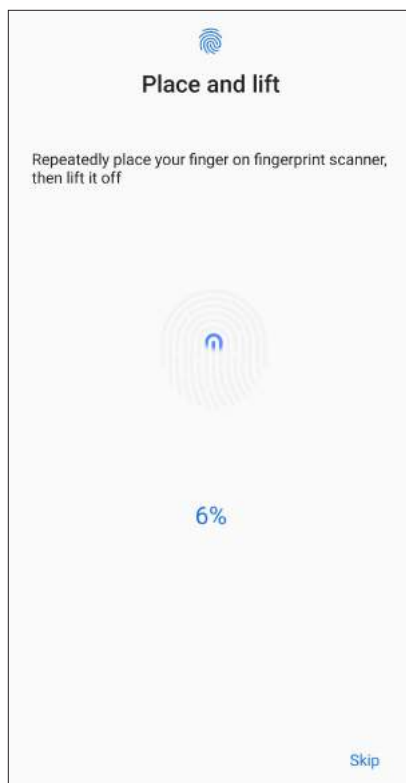 Place and lift
Repeatedly place your finger on fingerprint scanner,
then lift it off
6%
Skip